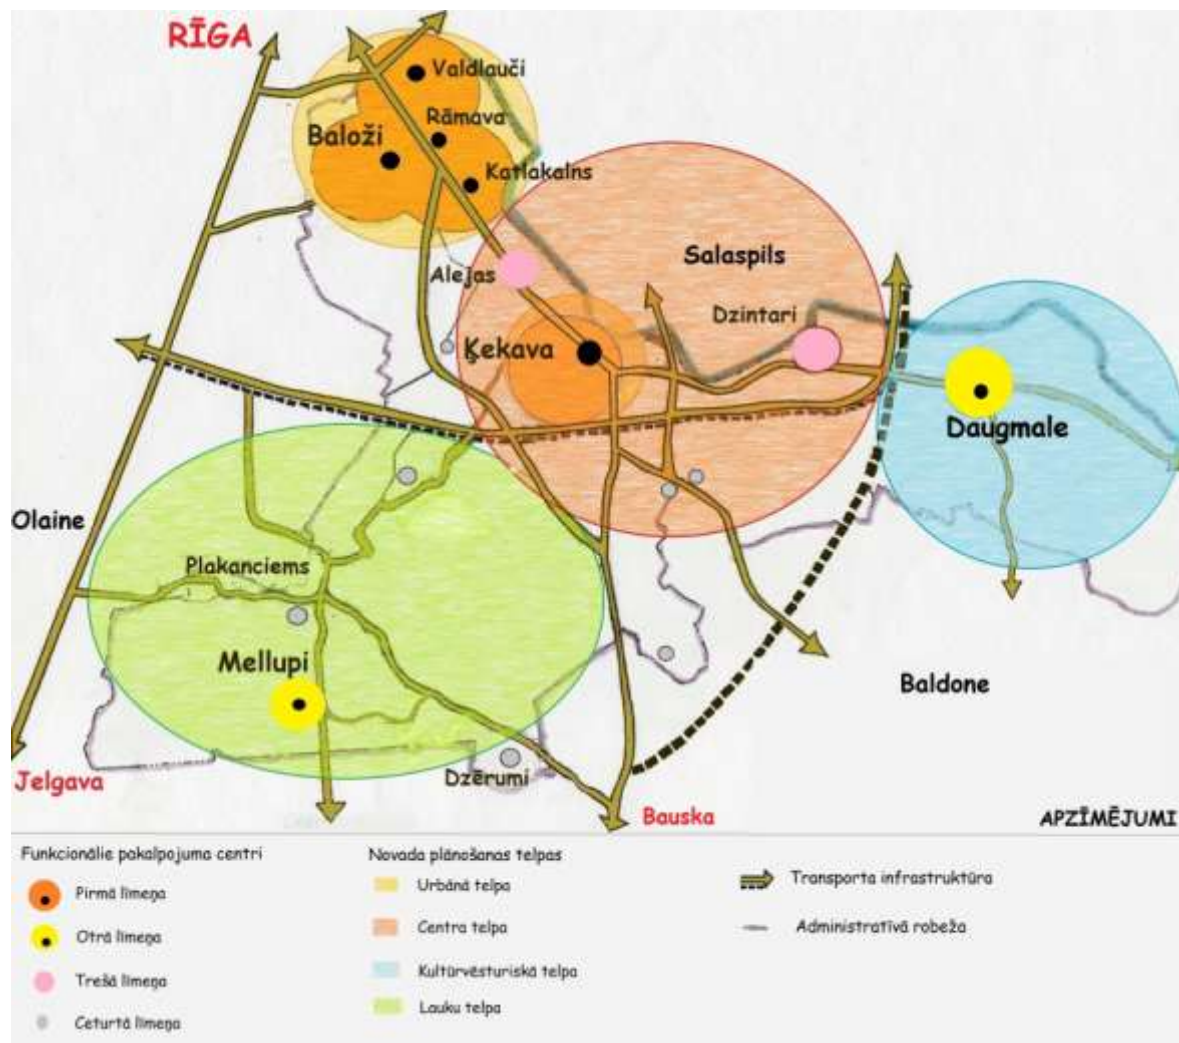 RĪGA
Valdlauči
Rāmava
Baloži
Katlakalns
Salaspils
Alejas
Dzintari
Ķekava
Daugmale
Olaine
Plakanciems
Mellupi
Baldone
Jelgava
Dzērumi
Bauska
APZĪMĒJUMI
Funkcionālie pakalpojuma centri
Pirmā līmeņa
Otrā līmeņa
Trešā līmeņa
Ceturtā līmeņa
Novada plānošanas telpas
Urbānā telpa
Centra telpa
Kultūrvēsturiskā telpa
Lauku telpa
Transporta infrastruktūra
Administratīvā robeža